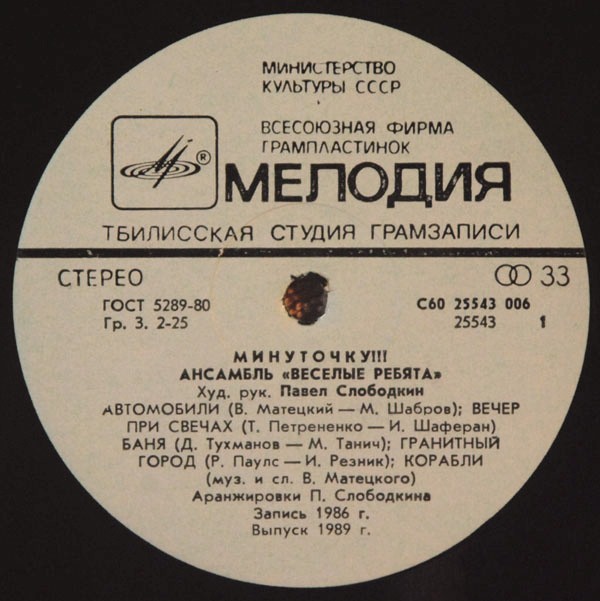 МИНИСТЕРСТВО
КУЛЬТУРЫ СССР
ВСЕСОЮЗНАЯ ФИРМА
ГРАМПЛАСТИНОК
®
МЕЛОДИЯ
ТБИЛИССКАЯ СТУДИЯ ГРАМЗАПИСИ
СТЕРЕО
33
ГОСТ 5289-80
С60 25543 006
Гр. 3. 2-25
25543 1
МИНУТОЧКУ!!!
АНСАМБЛЬ «ВЕСЕЛЫЕ РЕБЯТА»
Худ. рук. Павел Слободкин
АВТОМОБИЛИ (В. Матецкий — М. Шабров); ВЕЧЕР
ПРИ СВЕЧАХ (Т. Петрененко — И. Шаферан)
БАНЯ (Д. Тухманов — М. Танич); ГРАНИТНЫЙ
ГОРОД (Р. Паулс — И. Резник); КОРАБЛИ
(муз. и сл. В. Матецкого)
Аранжировки П. Слободкина
Запись 1986 г.
Выпуск 1989 г.